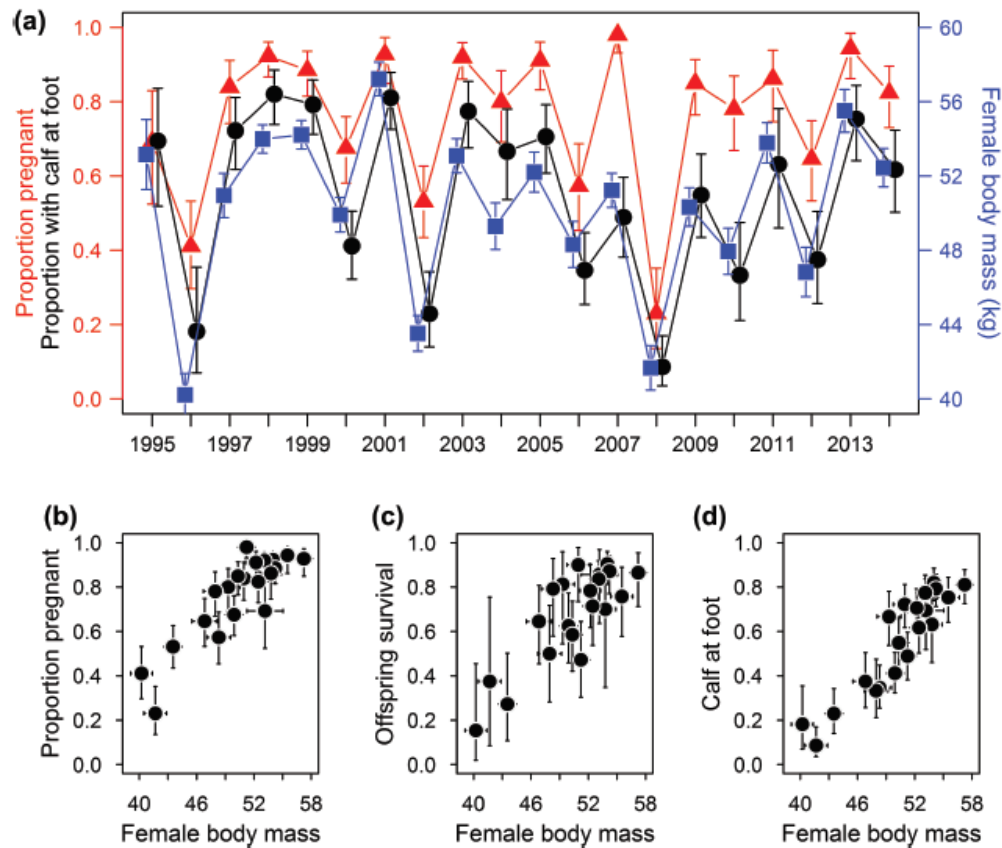 (a)
1.0
0.8
0.6
0.4
0.2
0.0
Proportion pregnant
Proportion with calf at foot
60
56
52
48
44
40
Female body mass
(kg)
1995 1997 1999 2001 2003 2005 2007 2009 2011 2013
(b)
1.0
0.8
0.6
0.4
0.2
0.0
Proportion pregnant
40 46 52 58
Female body mass
(c)
1.0
0.8
0.6
0.4
0.2
0.0
Offspring survival
40 46 52 58
Female body mass
(d)
1.0
0.8
0.6
0.4
0.2
0.0
Calf at foot
40 46 52 58
Female body mass